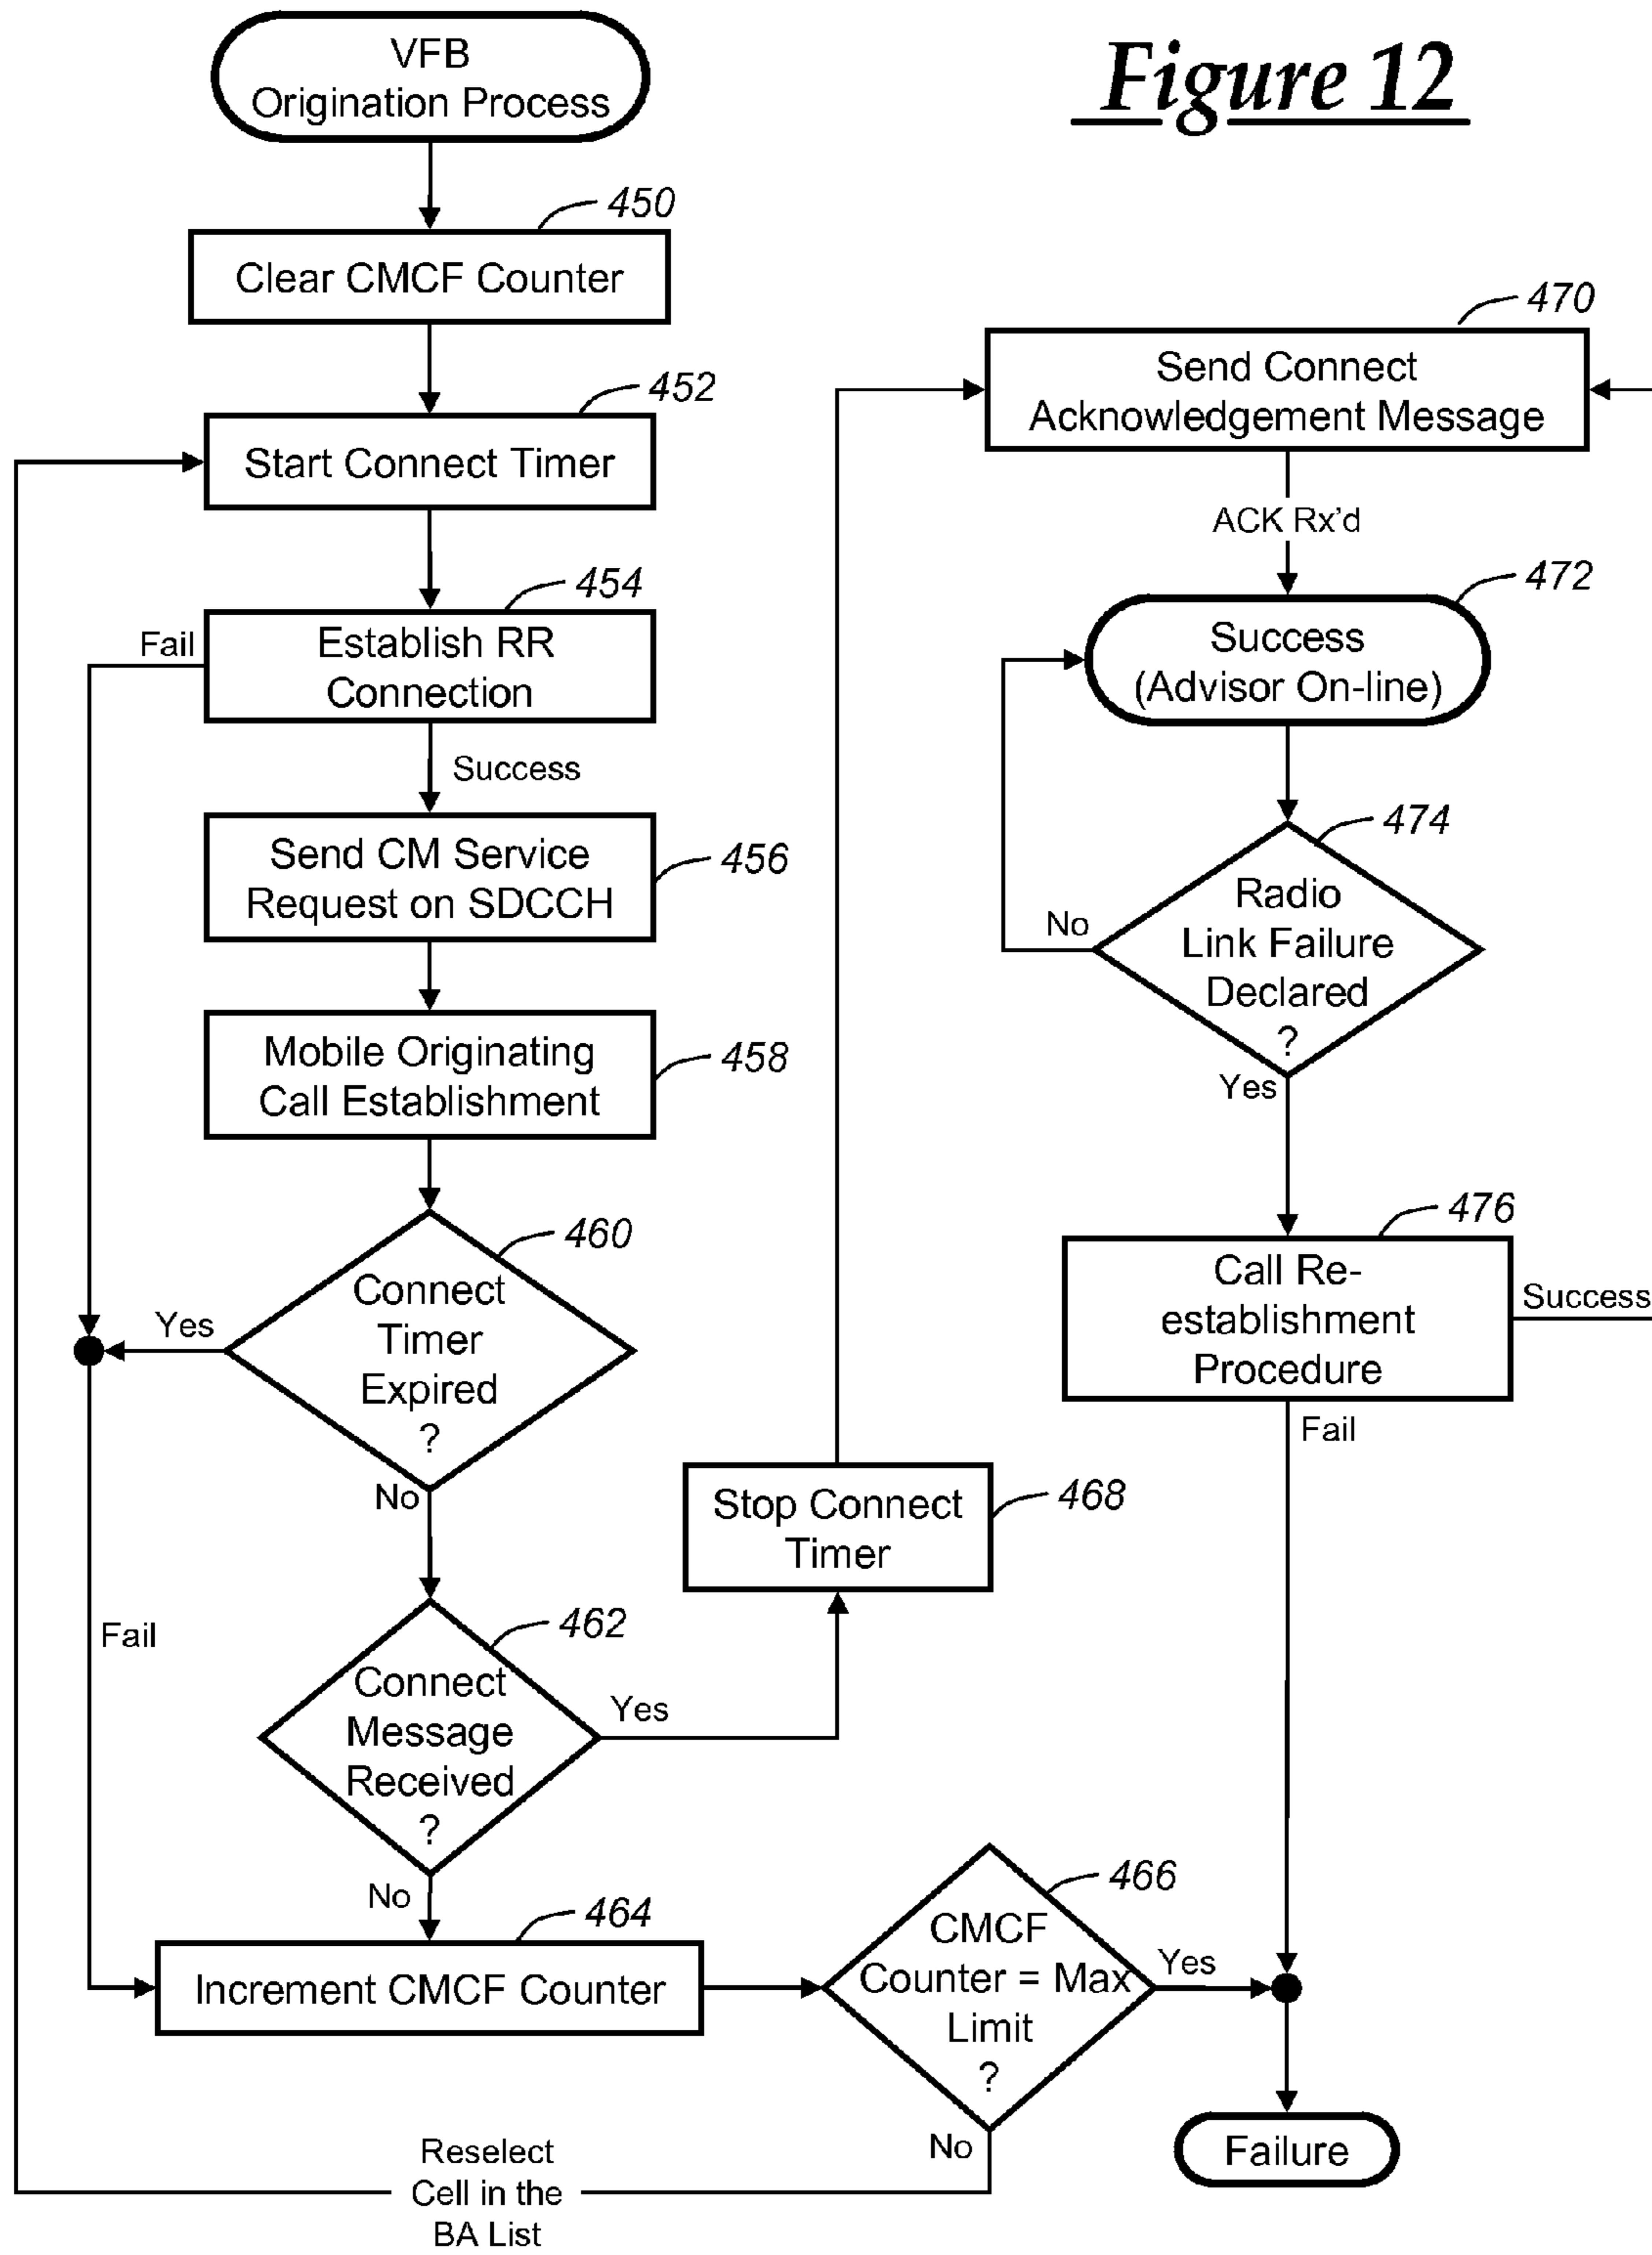 Figure 12
VFB
Origination Process
450
Clear CMCF Counter
452
Start Connect Timer
454
Fail
Establish RR
Connection
Success
Send CM Service
Request on SDCCH
456
Mobile Originating
Call Establishment
458
460
Connect
Timer
Expired
?
Yes
No
Fail
462
Connect
Message
Received
?
Yes
No
464
Increment CMCF Counter
466
CMCF
Counter = Max
Limit
?
Yes
No
Reselect
Cell in the
BA List
Stop Connect
Timer
468
470
Send Connect
Acknowledgement Message
ACK Rx'd
472
Success
(Advisor On-line)
474
Radio
Link Failure
Declared
?
No
Yes
476
Call Re-
establishment
Procedure
Success
Fail
Failure